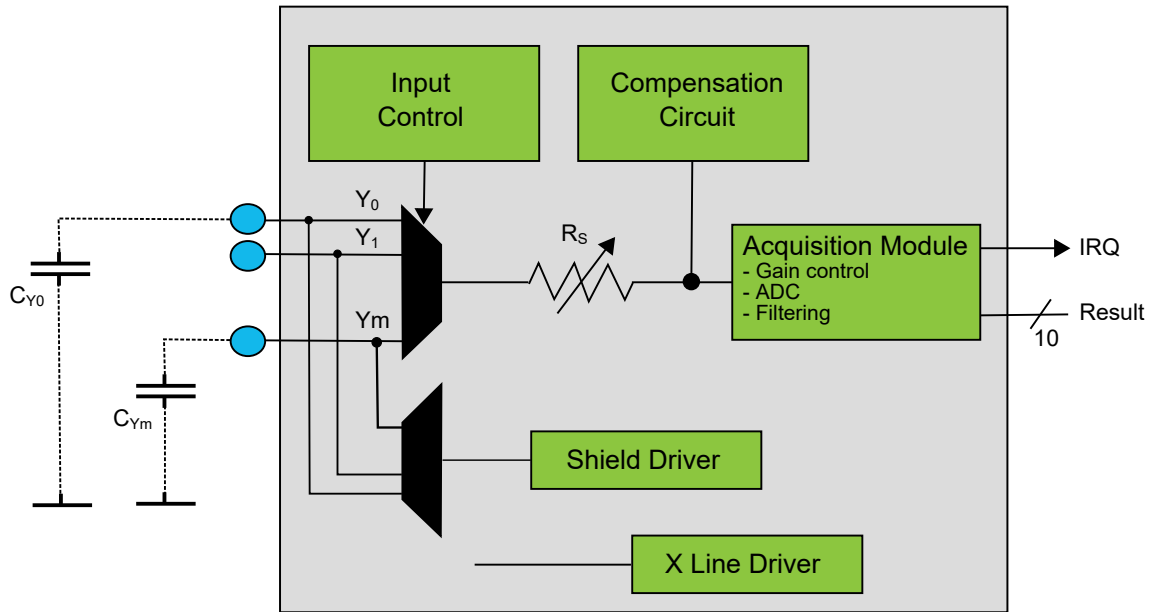 Input
Control
Compensation
Circuit
Y0
Y1
RS
Acquisition Module
- Gain control
- ADC
- Filtering
IRQ
Result
10
CY0
Ym
CYm
Shield Driver
X Line Driver